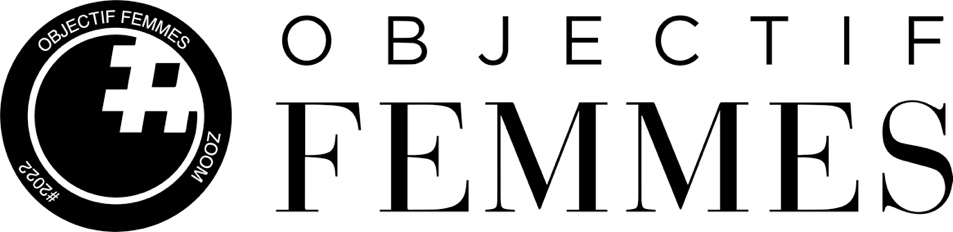 OBJECTIF FEMMES
ZOOM
#2022
OBJECTIF
FEMMES